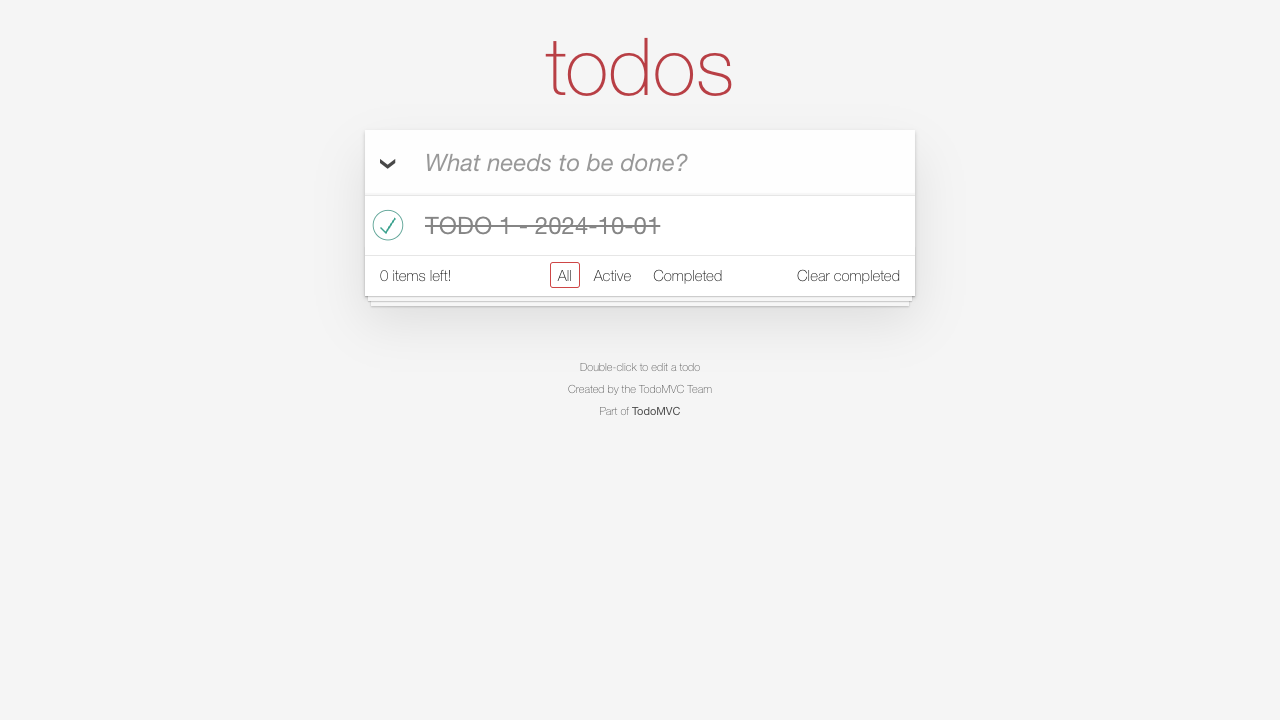 todos
What needs to be done?
TODO 1 - 2024-10-01
0 items left! All Active Completed Clear completed
Double-click to edit a todo
Created by the TodoMVC Team
Part of TodoMVC